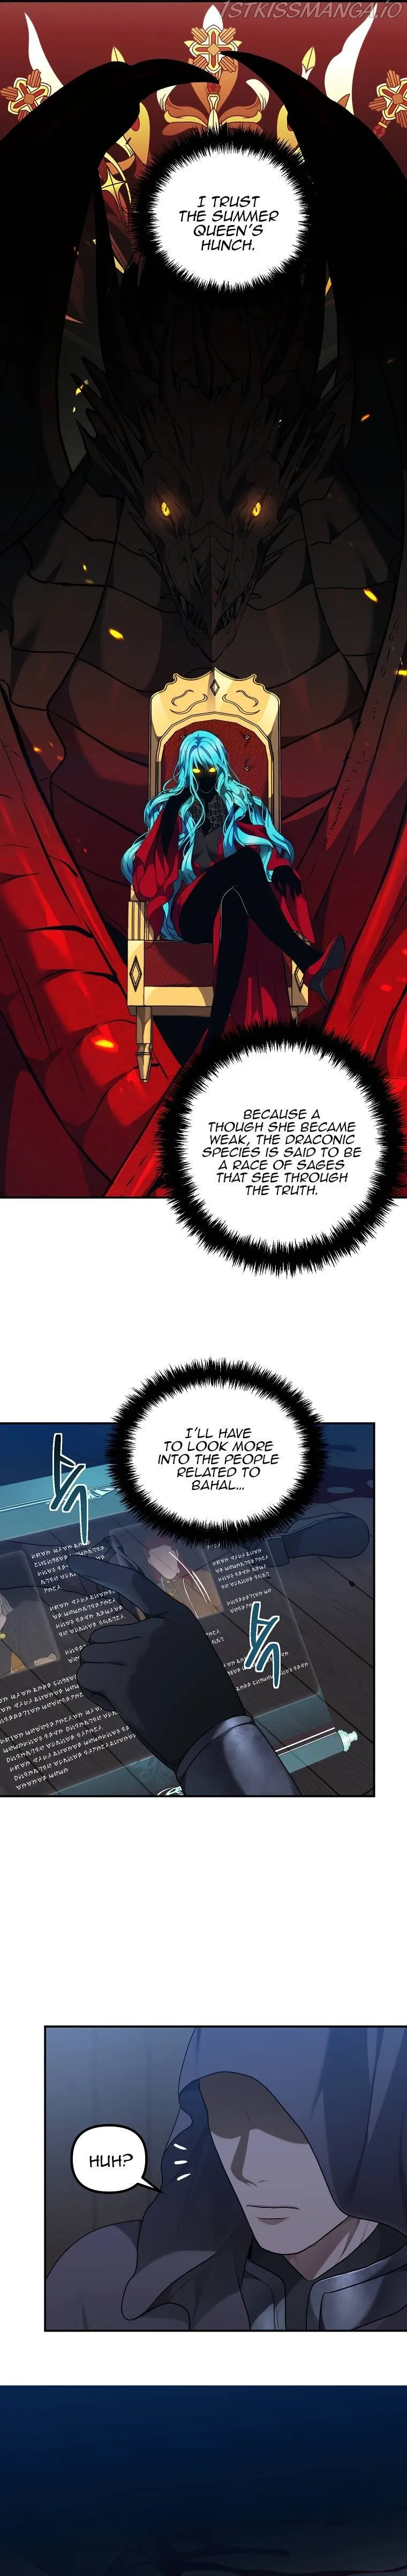 1STKISSMANGA.IO
I TRUST
THE SUMMER
QUEEN'S
HUNCH.
BECAUSE A
THOUGH SHE BECAME
WEAK, THE DRACONIC
SPECIES IS SAID TO BE
A RACE OF SAGES
THAT SEE THROUGH
THE TRUTH.
I'LL HAVE
TO LOOK MORE
INTO THE PEOPLE
RELATED TO
BAHAL...
HUH?